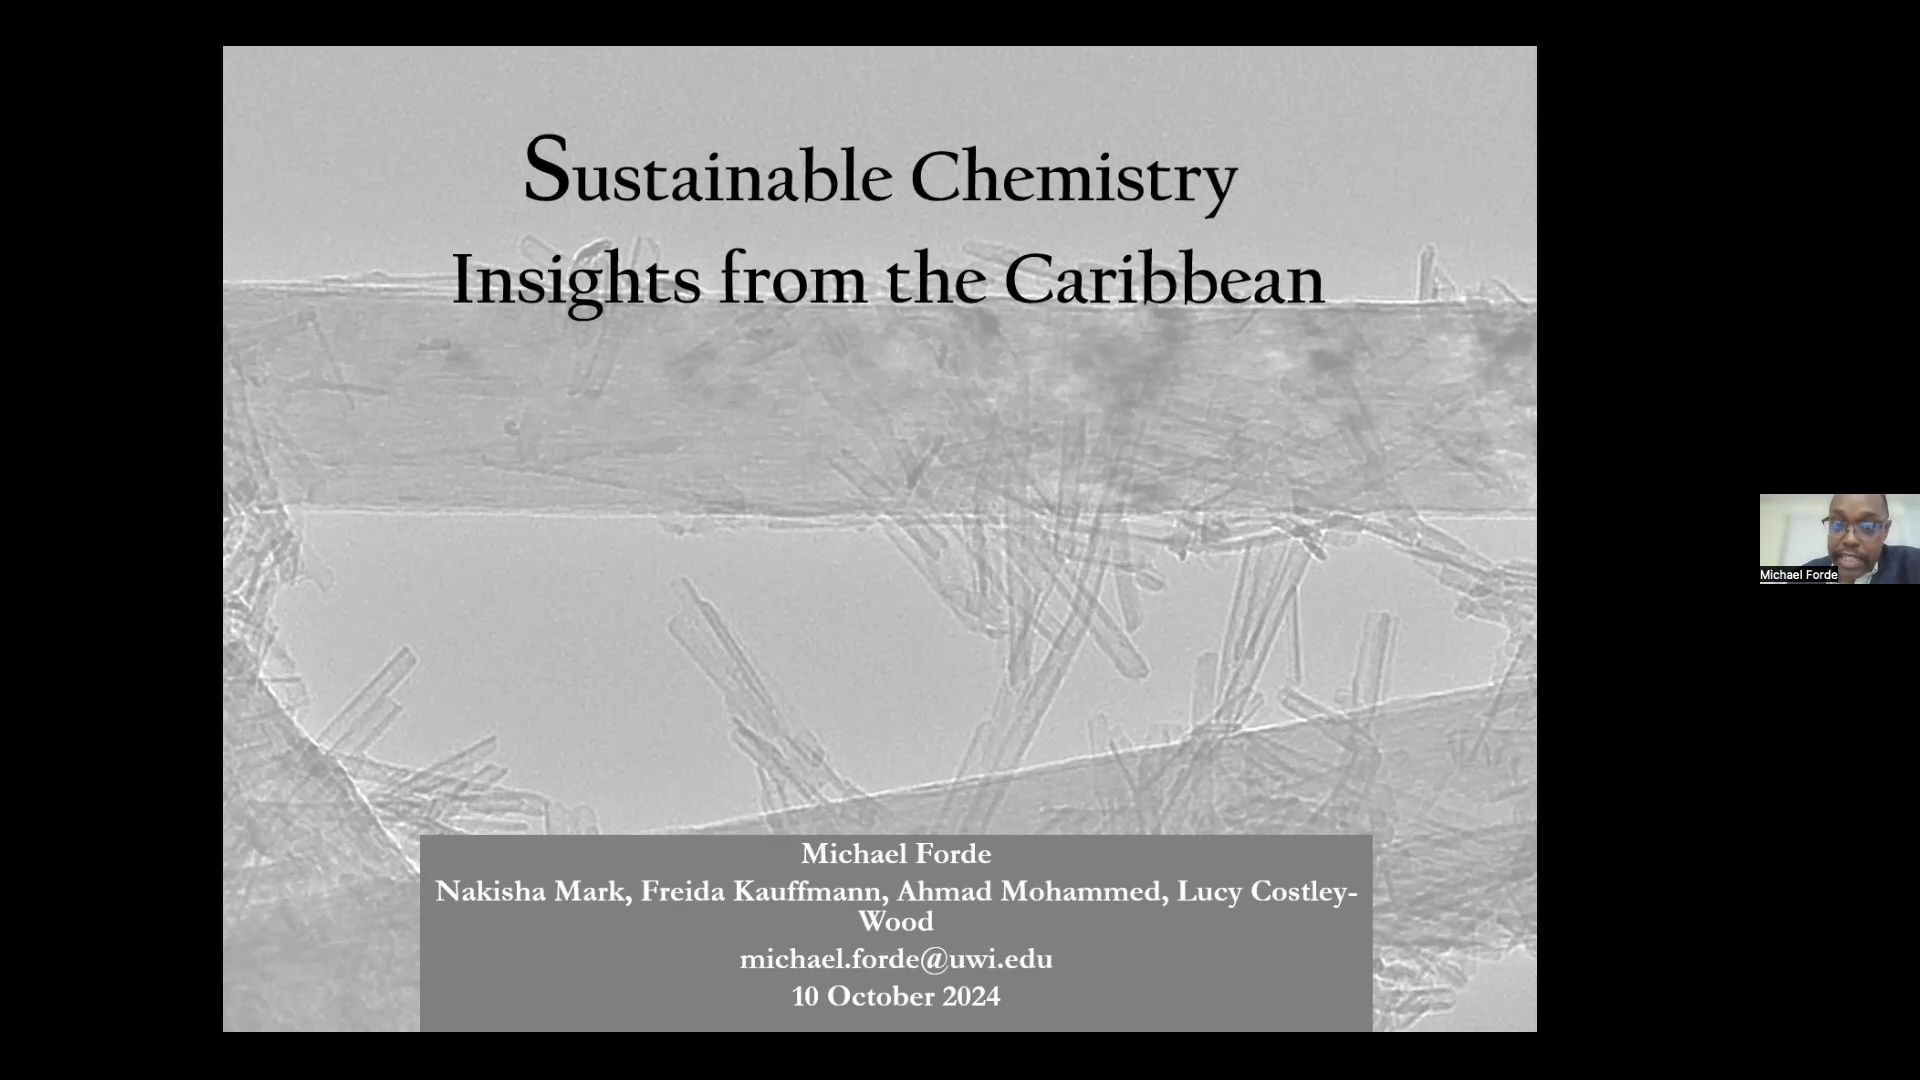 Sustainable Chemistry
Insights from the Caribbean
Michael Forde
Michael Forde
Nakisha Mark, Freida Kauffmann, Ahmad Mohammed, Lucy Costley-
Wood
michael.forde@uwi.edu
10 October 2024